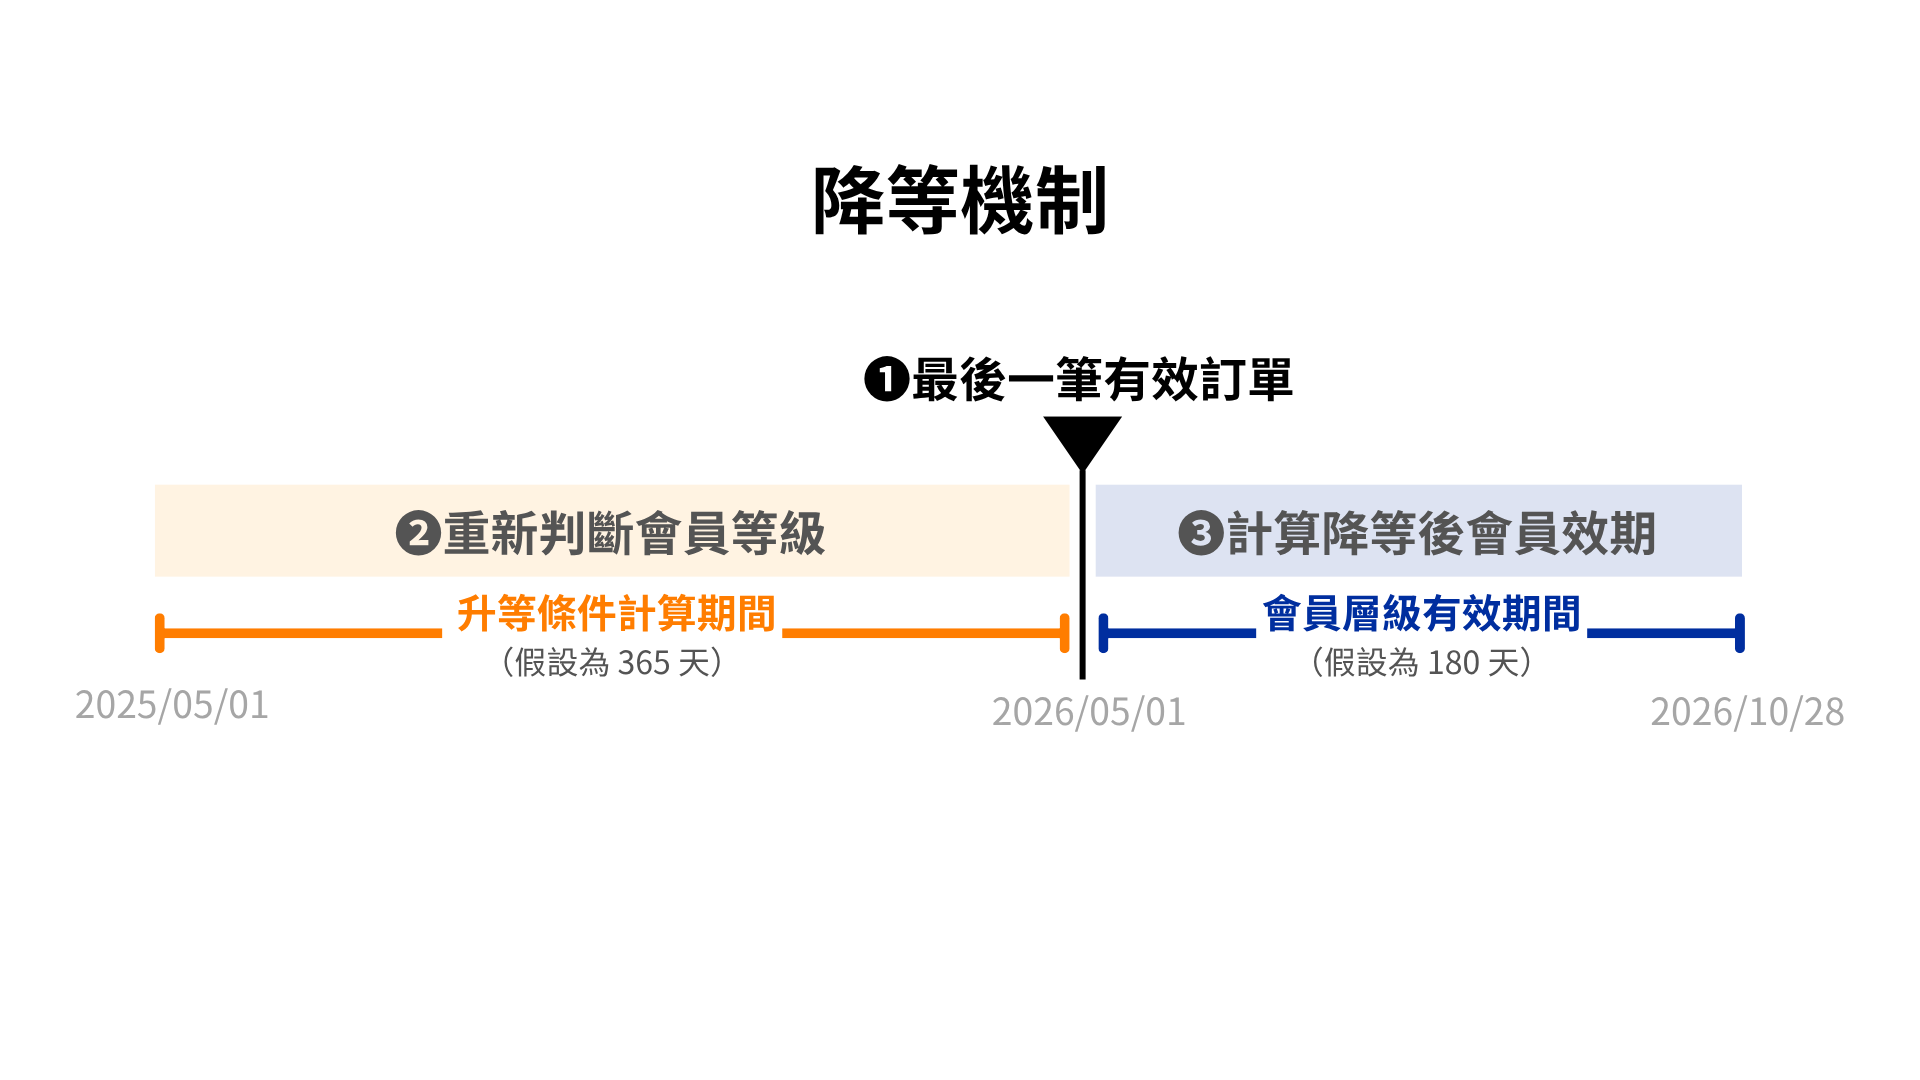 降等機制
❶最後一筆有效訂單
❷重新判斷會員等級
❸計算降等後會員效期
升等條件計算期間
會員層級有效期間
（假設為 365 天）
（假設為 180 天）
2025/05/01
2026/05/01
2026/10/28